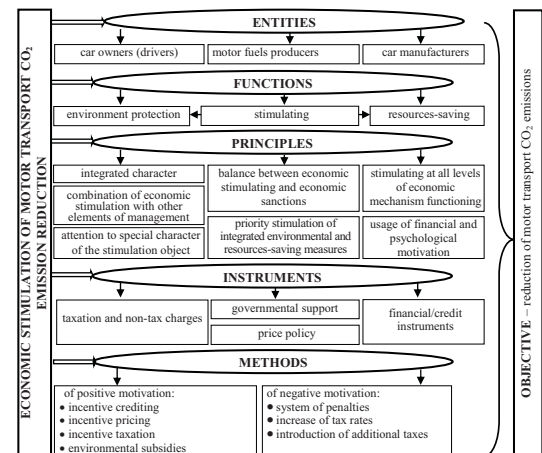 ECONOMIC STIMULATION OF MOTOR TRANSPORT CO₂
EMISSION REDUCTION
ENTITIES
car owners (drivers)
motor fuels producers
car manufacturers
FUNCTIONS
environment protection
stimulating
resources-saving
PRINCIPLES
integrated character
combination of economic
stimulation with other
elements of management
attention to special character
of the stimulation object
balance between economic
stimulating and economic
sanctions
priority stimulation of
integrated environmental and
resources-saving measures
stimulating at all levels
of economic
mechanism functioning
usage of financial and
psychological
motivation
INSTRUMENTS
taxation and non-tax charges
governmental support
price policy
financial/credit
instruments
METHODS
of positive motivation:
• incentive crediting
• incentive pricing
• incentive taxation
• environmental subsidies
of negative motivation:
• system of penalties
• increase of tax rates
• introduction of additional taxes
OBJECTIVE – reduction of motor transport CO₂ emissions